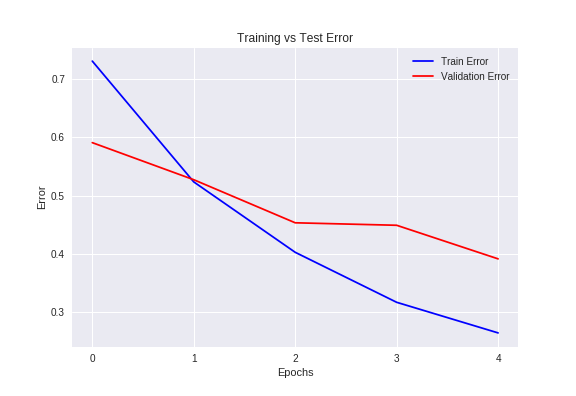 Training vs Test Error
Train Error
Validation Error
0.7
0.6
0.5
0.4
0.3
Error
0 1 2 3 4
Epochs